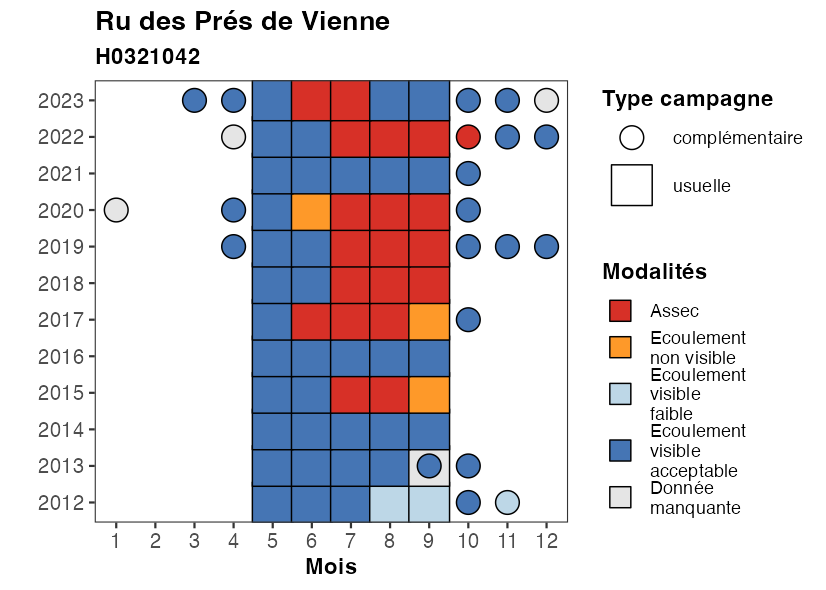 Ru des Prés de Vienne
H0321042
2023
2022
2021
2020
2019
2018
2017
2016
2015
2014
2013
2012
1 2 3 4 5 6 7 8 9 10 11 12
Mois
Type campagne
complémentaire
usuelle
Modalités
Assec
Ecoulement
non visible
Ecoulement
visible
faible
Ecoulement
visible
acceptable
Donnée
manquante